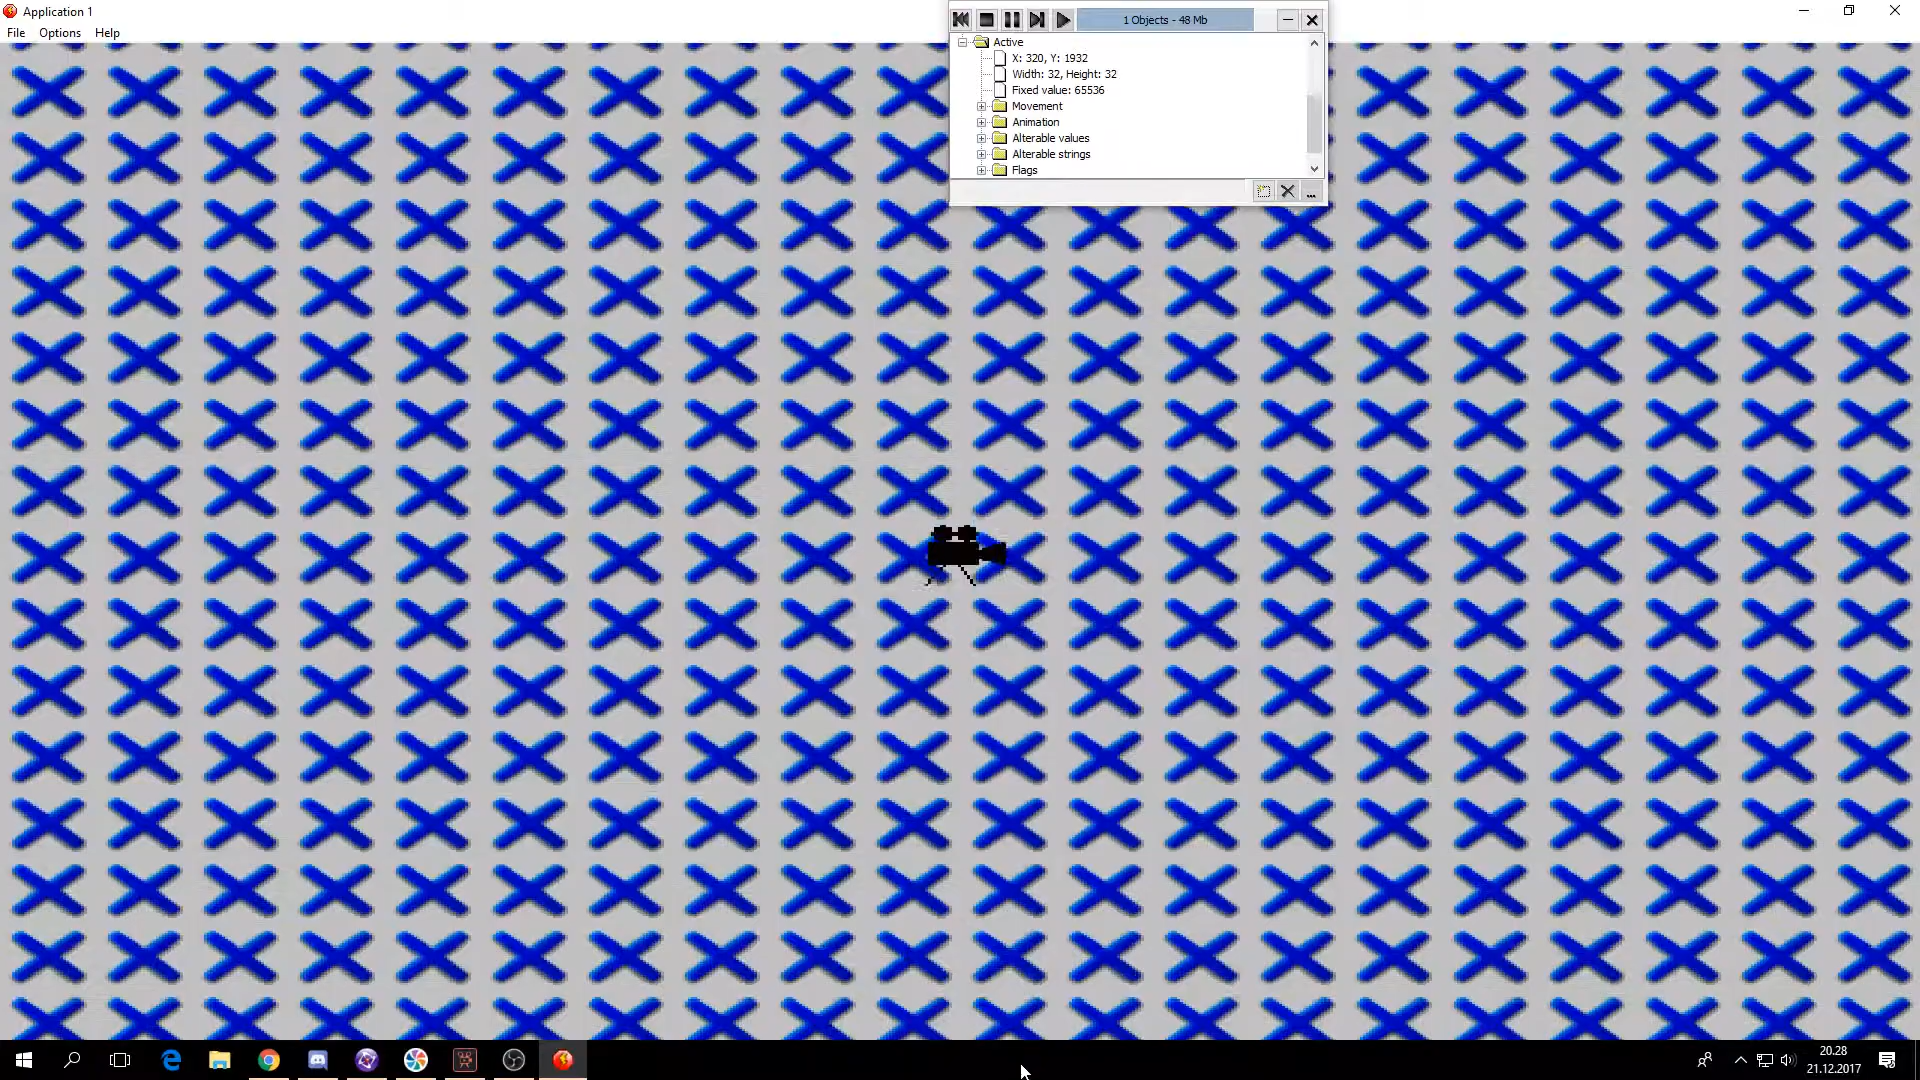 Application 1
File Options Help
1 Objects - 48 Mb
Active
X: 320, Y: 1932
Width: 32, Height: 32
Fixed value: 65536
Movement
Animation
Alterable values
Alterable strings
Flags
...
20.28
21.12.2017